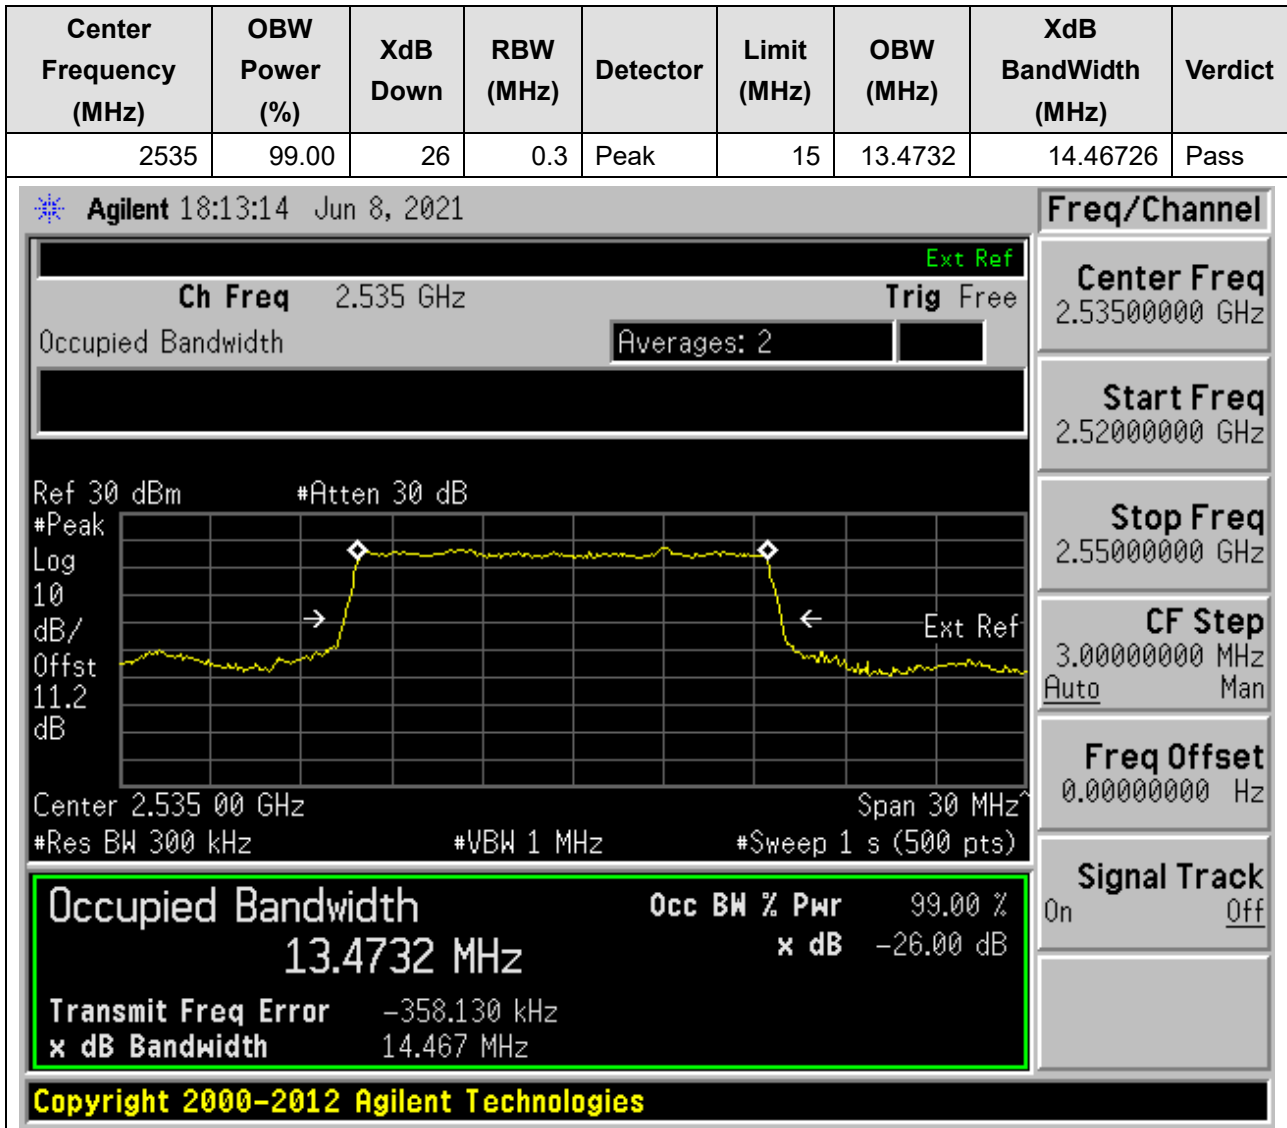 Center Frequency (MHz) OBW Power (%) XdB Down RBW (MHz) Detector Limit (MHz) OBW (MHz) XdB BandWidth (MHz) Verdict
2535 99.00 26 0.3 Peak 15 13.4732 14.46726 Pass
Agilent 18:13:14 Jun 8, 2021
Freq/Channel
Ext Ref
Ch Freq 2.535 GHz Trig Free
Occupied Bandwidth Averages: 2
Center Freq
2.53500000 GHz
Start Freq
2.52000000 GHz
Stop Freq
2.55000000 GHz
CF Step
3.00000000 MHz
Auto Man
Freq Offset
0.00000000 Hz
Signal Track
On Off
Ref 30 dBm #Atten 30 dB
#Peak
Log
10
dB/
Offst
11.2
dB
Ext Ref
Center 2.535 00 GHz Span 30 MHz^
#Res BW 300 kHz #VBW 1 MHz #Sweep 1 s (500 pts)
Occupied Bandwidth
13.4732 MHz
Occ BW % Pwr 99.00 %
x dB -26.00 dB
Transmit Freq Error -358.130 kHz
x dB Bandwidth 14.467 MHz
Copyright 2000-2012 Agilent Technologies